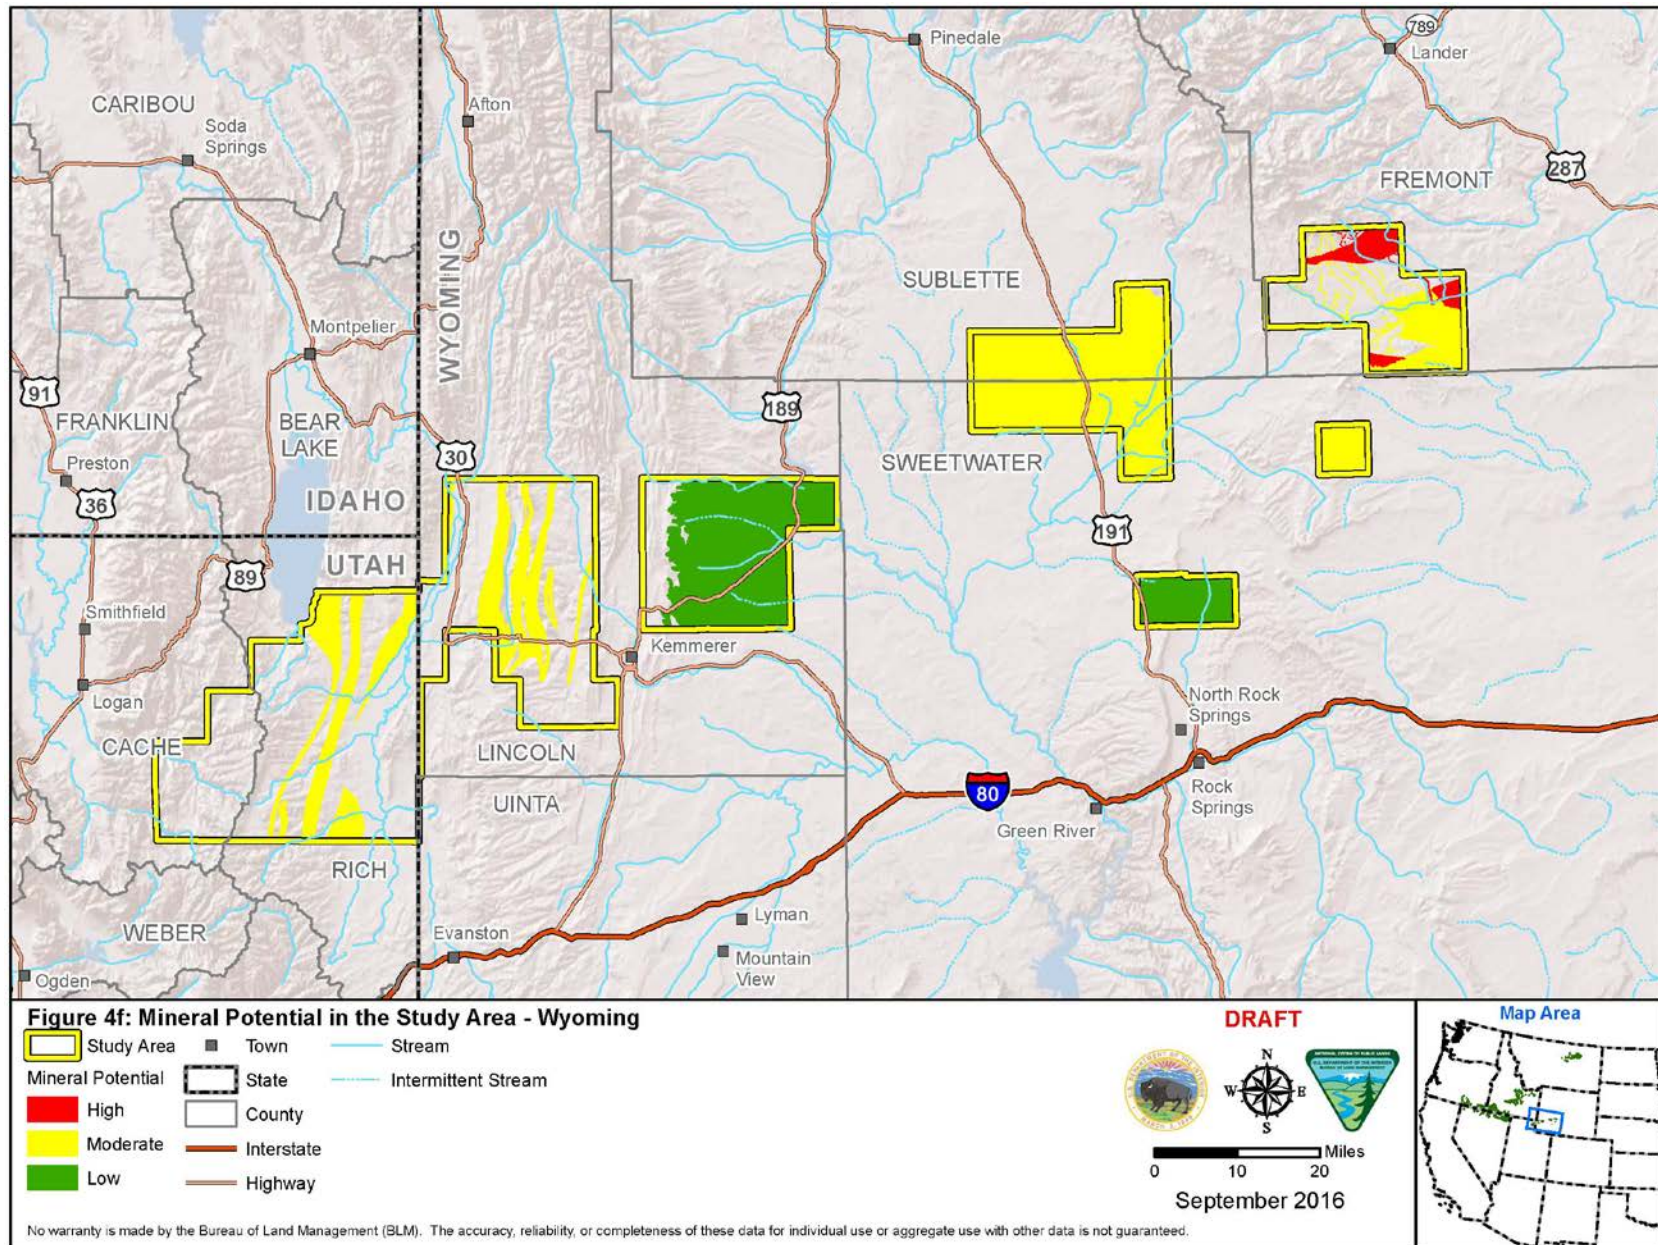 789
Pinedale
Lander
CARIBOU
Afton
Soda
Springs
287
FREMONT
WYOMING
SUBLETTE
Montpelier
91
189
FRANKLIN
BEAR
LAKE
30
SWEETWATER
Preston
36
IDAHO
191
UTAH
89
Smithfield
Kemmerer
Logan
North Rock
Springs
CACHE
LINCOLN
UINTA
80
Rock
Springs
Green River
RICH
WEBER
Evanston
Lyman
Mountain
View
Ogden
Figure 4f: Mineral Potential in the Study Area - Wyoming
Study Area
Town
Stream
Mineral Potential
State
Intermittent Stream
High
County
Moderate
Interstate
Low
Highway
DRAFT
N
W E
S
Miles
0 10 20
September 2016
Map Area
No warranty is made by the Bureau of Land Management (BLM). The accuracy, reliability, or completeness of these data for individual use or aggregate use with other data is not guaranteed.